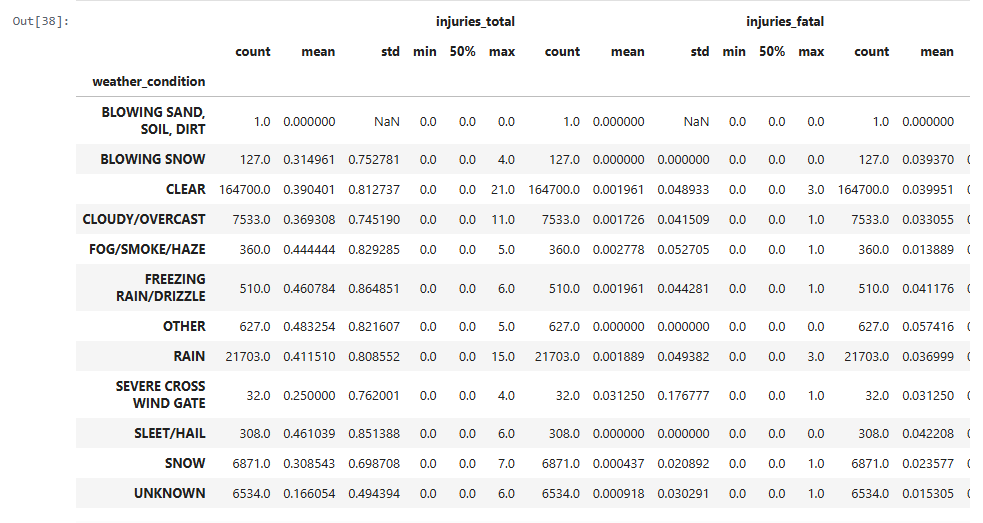 Out[38]:
injuries_total injuries_fatal
count mean std min 50% max count mean std min 50% max count mean
weather_condition
BLOWING SAND,
SOIL, DIRT 1.0 0.000000 NaN 0.0 0.0 0.0 1.0 0.000000 NaN 0.0 0.0 0.0 1.0 0.000000
BLOWING SNOW 127.0 0.314961 0.752781 0.0 0.0 4.0 127.0 0.000000 0.000000 0.0 0.0 0.0 127.0 0.039370
CLEAR 164700.0 0.390401 0.812737 0.0 0.0 21.0 164700.0 0.001961 0.048933 0.0 0.0 3.0 164700.0 0.039951
CLOUDY/OVERCAST 7533.0 0.369308 0.745190 0.0 0.0 11.0 7533.0 0.001726 0.041509 0.0 0.0 1.0 7533.0 0.033055
FOG/SMOKE/HAZE 360.0 0.444444 0.829285 0.0 0.0 5.0 360.0 0.002778 0.052705 0.0 0.0 1.0 360.0 0.013889
FREEZING
RAIN/DRIZZLE 510.0 0.460784 0.864851 0.0 0.0 6.0 510.0 0.001961 0.044281 0.0 0.0 1.0 510.0 0.041176
OTHER 627.0 0.483254 0.821607 0.0 0.0 5.0 627.0 0.000000 0.000000 0.0 0.0 0.0 627.0 0.057416
RAIN 21703.0 0.411510 0.808552 0.0 0.0 15.0 21703.0 0.001889 0.049382 0.0 0.0 3.0 21703.0 0.036999
SEVERE CROSS
WIND GATE 32.0 0.250000 0.762001 0.0 0.0 4.0 32.0 0.031250 0.176777 0.0 0.0 1.0 32.0 0.031250
SLEET/HAIL 308.0 0.461039 0.851388 0.0 0.0 6.0 308.0 0.000000 0.000000 0.0 0.0 0.0 308.0 0.042208
SNOW 6871.0 0.308543 0.698708 0.0 0.0 7.0 6871.0 0.000437 0.020892 0.0 0.0 1.0 6871.0 0.023577
UNKNOWN 6534.0 0.166054 0.494394 0.0 0.0 6.0 6534.0 0.000918 0.030291 0.0 0.0 1.0 6534.0 0.015305